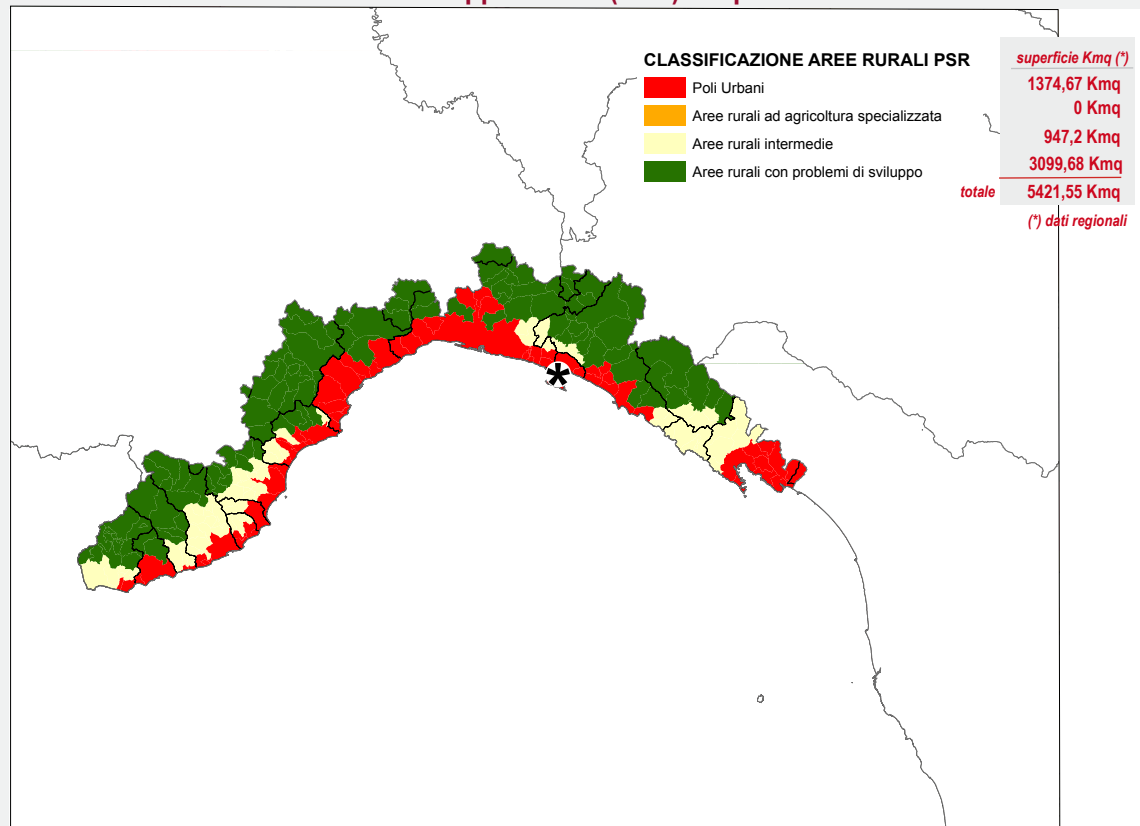 CLASSIFICAZIONE AREE RURALI PSR
superficie Kmq (*)
Poli Urbani 1374,67 Kmq
Aree rurali ad agricoltura specializzata 0 Kmq
Aree rurali intermedie 947,2 Kmq
Aree rurali con problemi di sviluppo 3099,68 Kmq
totale 5421,55 Kmq
(*) dati regionali
*